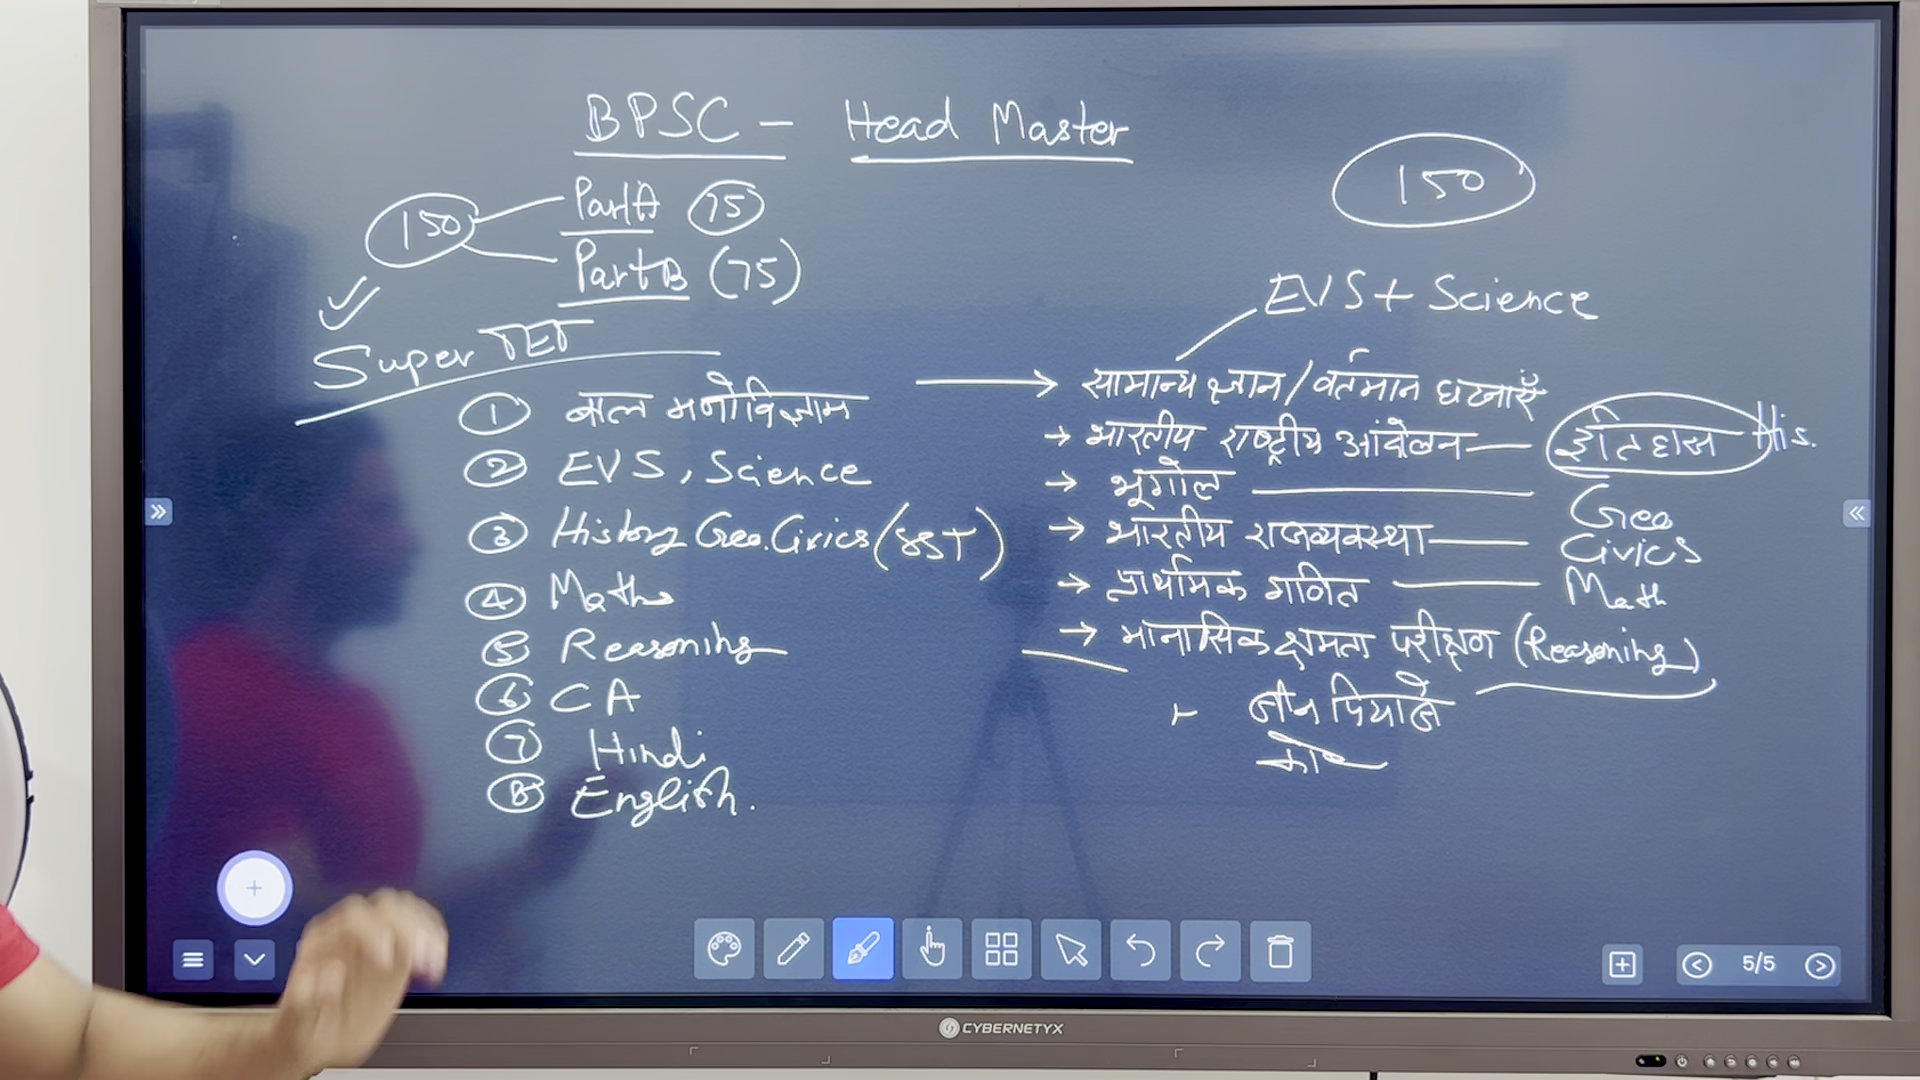 BPSC - Head Master
150
Part A 75
Part B (75)
150
Super TET
EVS + Science
① बाल मनोविज्ञान
② EVS, Science
③ History Geo. Civics (SST)
④ Maths
⑤ Reasoning
⑥ CA
⑦ Hindi
⑧ English.
→ सामान्य ज्ञान / वर्तमान घटनाएँ
→ भारतीय राष्ट्रीय आंदोलन — इतिहास His.
→ भूगोल — Geo
→ भारतीय राजव्यवस्था — Civics
→ प्राथमिक गणित — Math
→ मानसिक क्षमता परीक्षण (Reasoning)
जीन पियाजे
5/5
CYBERNETYX